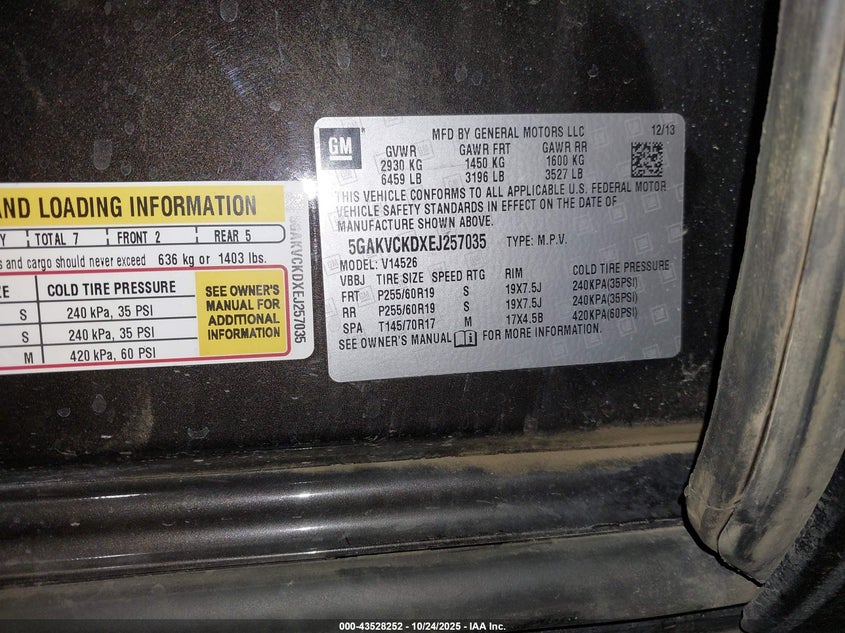 GM
MFD BY GENERAL MOTORS LLC 12/13
GVWR GAWR FRT GAWR RR
2930 KG 1450 KG 1600 KG
6459 LB 3196 LB 3527 LB
THIS VEHICLE CONFORMS TO ALL APPLICABLE U.S. FEDERAL MOTOR
VEHICLE SAFETY STANDARDS IN EFFECT ON THE DATE OF
MANUFACTURE SHOWN ABOVE.
5GAKVCKDXEJ257035 TYPE: M.P.V.
MODEL: V14526
VBBJ TIRE SIZE SPEED RTG RIM COLD TIRE PRESSURE
FRT P255/60R19 S 19X7.5J 240KPA(35PSI)
RR P255/60R19 S 19X7.5J 240KPA(35PSI)
SPA T145/70R17 M 17X4.5B 420KPA(60PSI)
SEE OWNER'S MANUAL FOR MORE INFORMATION.
AND LOADING INFORMATION
TOTAL 7 FRONT 2 REAR 5
and cargo should never exceed 636 kg or 1403 lbs.
COLD TIRE PRESSURE
S 240 kPa, 35 PSI
S 240 kPa, 35 PSI
M 420 kPa, 60 PSI
SEE OWNER'S
MANUAL FOR
ADDITIONAL
INFORMATION
5GAKVCKDXEJ257035
000-43528252 - 10/24/2025 - IAA Inc.